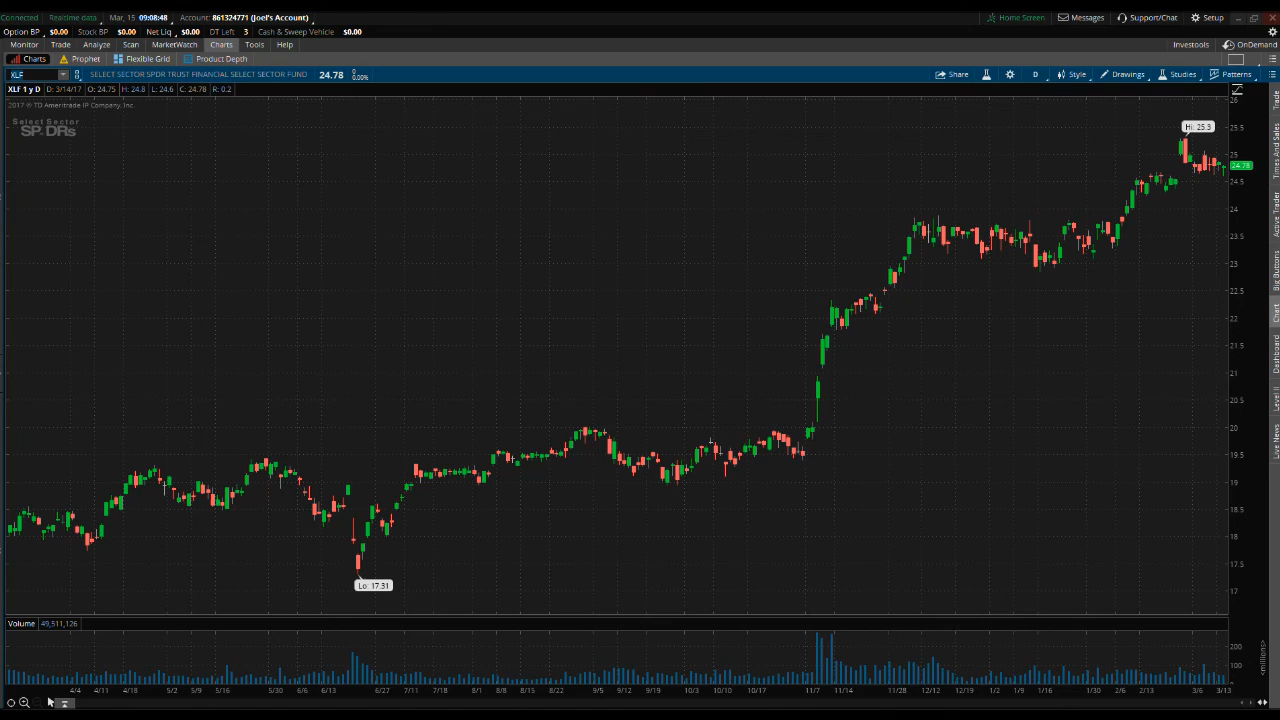 Connected Realtime data Mar, 15 09:08:48 Account: 861324771 (Joel's Account) Home Screen Messages Support/Chat Setup
Option BP $0.00 Stock BP $0.00 Net Liq $0.00 DT Left 3 Cash & Sweep Vehicle $0.00
Monitor Trade Analyze Scan MarketWatch Charts Tools Help Investools OnDemand
Charts Prophet Flexible Grid Product Depth
XLF SELECT SECTOR SPDR TRUST FINANCIAL SELECT SECTOR FUND 24.78 0 0.00% Share D Style Drawings Studies Patterns
XLF 1 y D D: 3/14/17 O: 24.75 H: 24.8 L: 24.6 C: 24.78 R: 0.2
2017 © TD Ameritrade IP Company, Inc.
Select Sector
SPDRs
Hi: 25.3
Lo: 17.31
26
25.5
25
24.78
24.5
24
23.5
23
22.5
22
21.5
21
20.5
20
19.5
19
18.5
18
17.5
17
Volume 49,511,126
200
100
<millions>
4/4 4/11 4/18 5/2 5/9 5/16 5/30 6/6 6/13 6/27 7/11 7/18 8/1 8/8 8/15 8/22 9/5 9/12 9/19 10/3 10/10 10/17 11/7 11/14 11/28 12/12 12/19 1/2 1/9 1/16 1/30 2/6 2/13 3/6 3/13
Trade
Times And Sales
Active Trader
Big Buttons
Chart
Dashboard
Level II
Live News